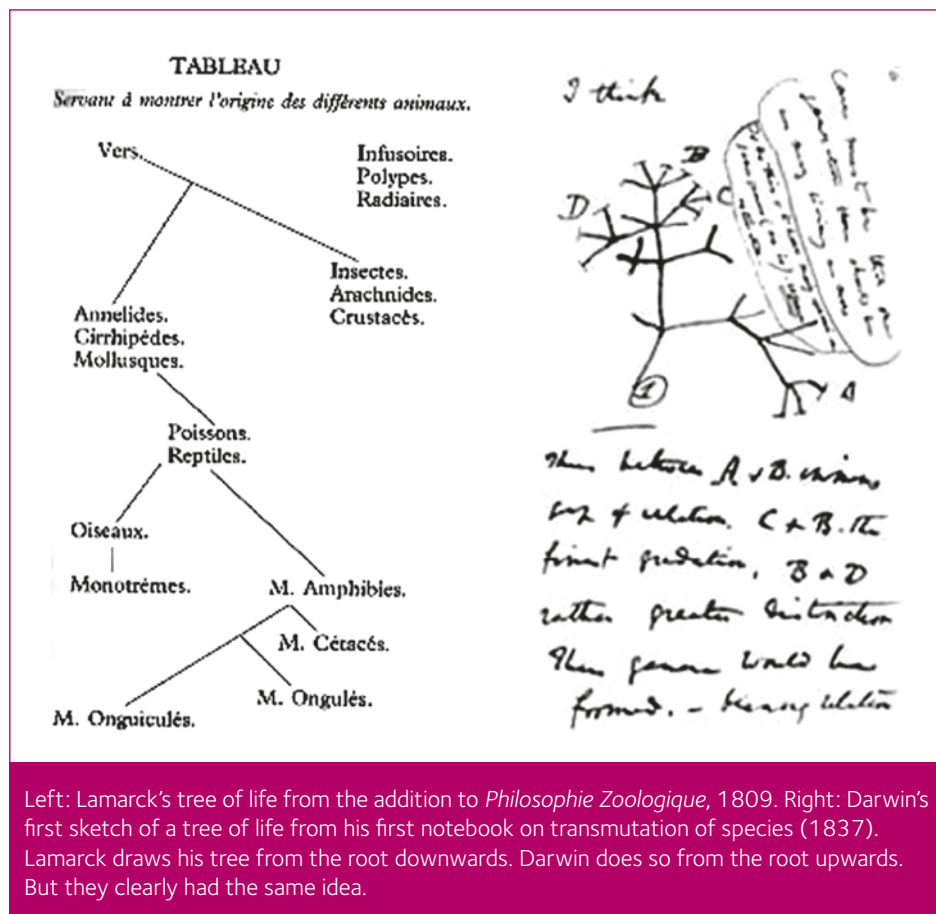 TABLEAU
Servant à montrer l'origine des différents animaux.
Vers.
Infusoires.
Polypes.
Radiaires.
Insectes.
Arachnides.
Crustacés.
Annelides.
Cirrhipèdes.
Mollusques.
Poissons.
Reptiles.
Oiseaux.
Monotrèmes.
M. Amphibies.
M. Cétacés.
M. Ongulés.
M. Onguiculés.
I think
B
D
C
A
1
Thus between A & B. immense
gap of relation. C & B. the
finest gradation, B & D
rather greater distinction
Thus genera would be
formed. — bearing relation
Left: Lamarck's tree of life from the addition to Philosophie Zoologique, 1809. Right: Darwin's
first sketch of a tree of life from his first notebook on transmutation of species (1837).
Lamarck draws his tree from the root downwards. Darwin does so from the root upwards.
But they clearly had the same idea.